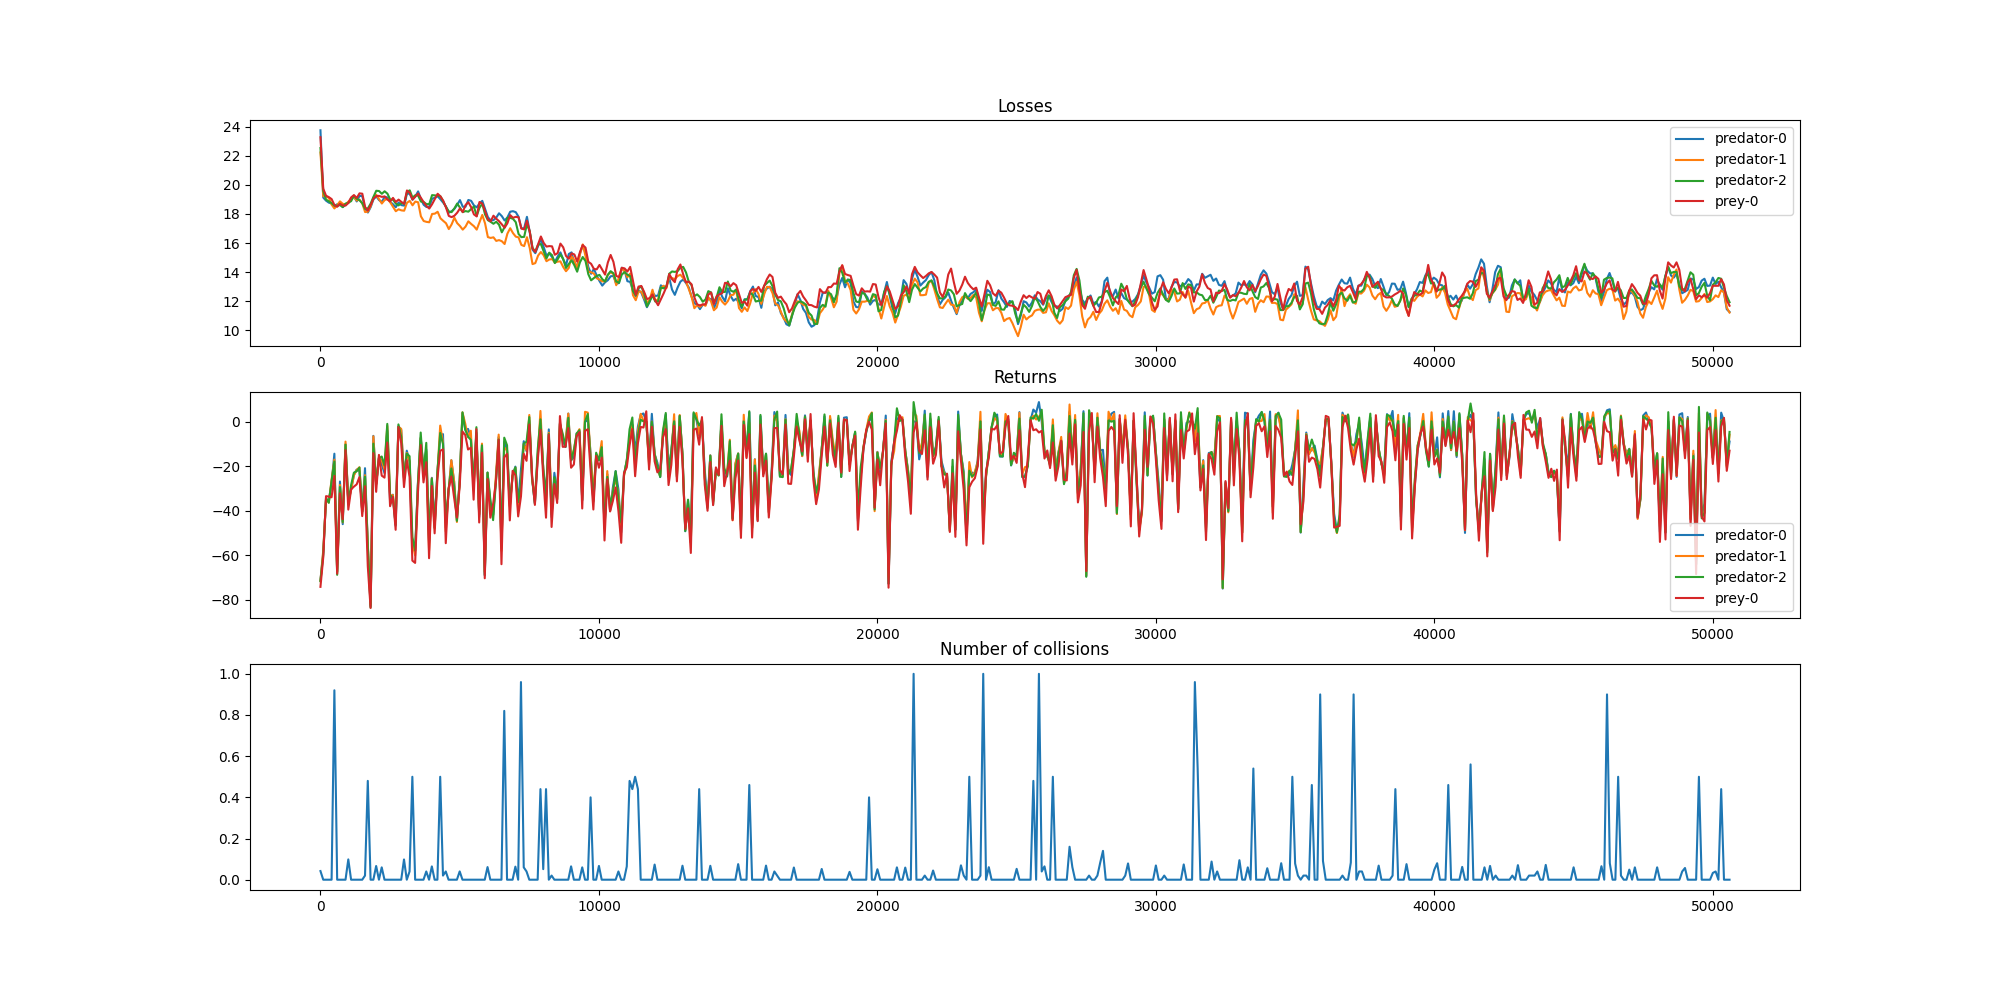 Losses
24
22
20
18
16
14
12
10
predator-0
predator-1
predator-2
prey-0
0 10000 20000 30000 40000 50000
Returns
0
−20
−40
−60
−80
predator-0
predator-1
predator-2
prey-0
0 10000 20000 30000 40000 50000
Number of collisions
1.0
0.8
0.6
0.4
0.2
0.0
0 10000 20000 30000 40000 50000